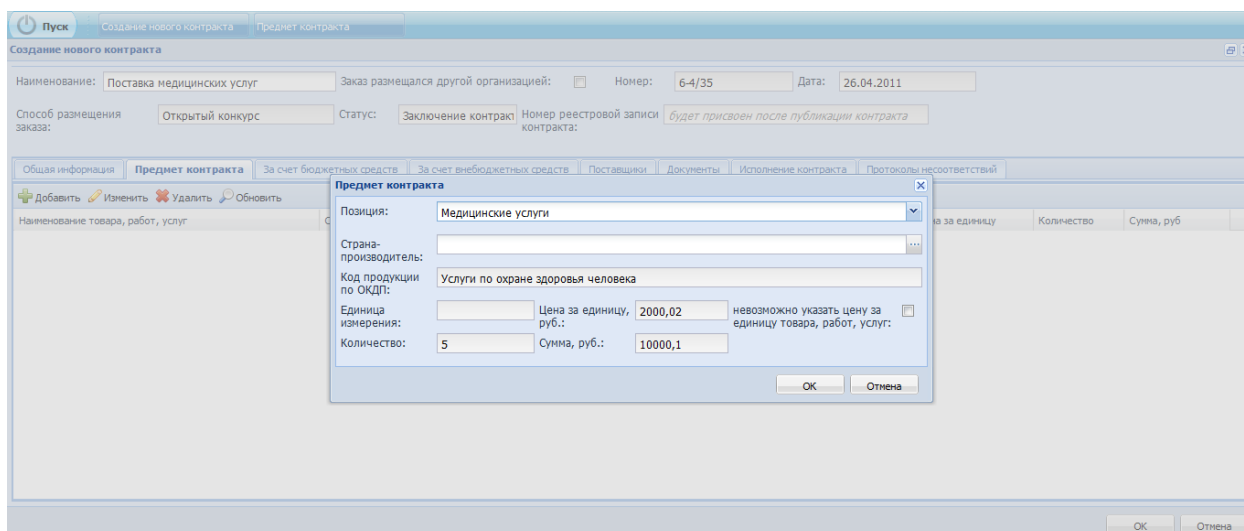 Пуск Создание нового контракта Предмет контракта
Создание нового контракта
Наименование: Поставка медицинских услуг Заказ размещался другой организацией: Номер: 6-4/35 Дата: 26.04.2011
Способ размещения заказа: Открытый конкурс Статус: Заключение контракт Номер реестровой записи контракта: будет присвоен после публикации контракта
Общая информация Предмет контракта За счет бюджетных средств За счет внебюджетных средств Поставщики Документы Исполнение контракта Протоколы несоответствий
Добавить Изменить Удалить Обновить
Наименование товара, работ, услуг а за единицу Количество Сумма, руб
Предмет контракта
Позиция: Медицинские услуги
Страна-
производитель:
Код продукции
по ОКДП: Услуги по охране здоровья человека
Единица измерения: Цена за единицу, руб.: 2000,02 невозможно указать цену за единицу товара, работ, услуг:
Количество: 5 Сумма, руб.: 10000,1
ОК Отмена
ОК Отмена